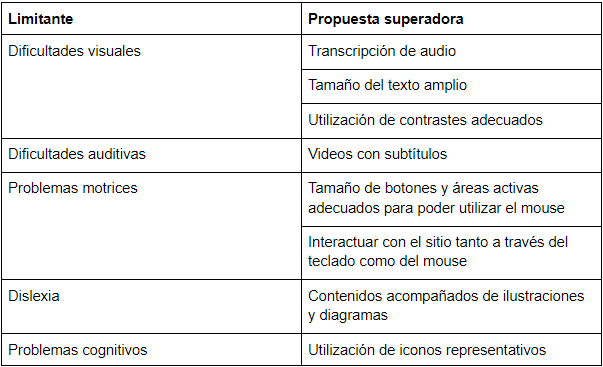 Limitante
Propuesta superadora
Dificultades visuales
Transcripción de audio
Tamaño del texto amplio
Utilización de contrastes adecuados
Dificultades auditivas
Videos con subtítulos
Problemas motrices
Tamaño de botones y áreas activas
adecuados para poder utilizar el mouse
Interactuar con el sitio tanto a través del
teclado como del mouse
Dislexia
Contenidos acompañados de ilustraciones
y diagramas
Problemas cognitivos
Utilización de iconos representativos